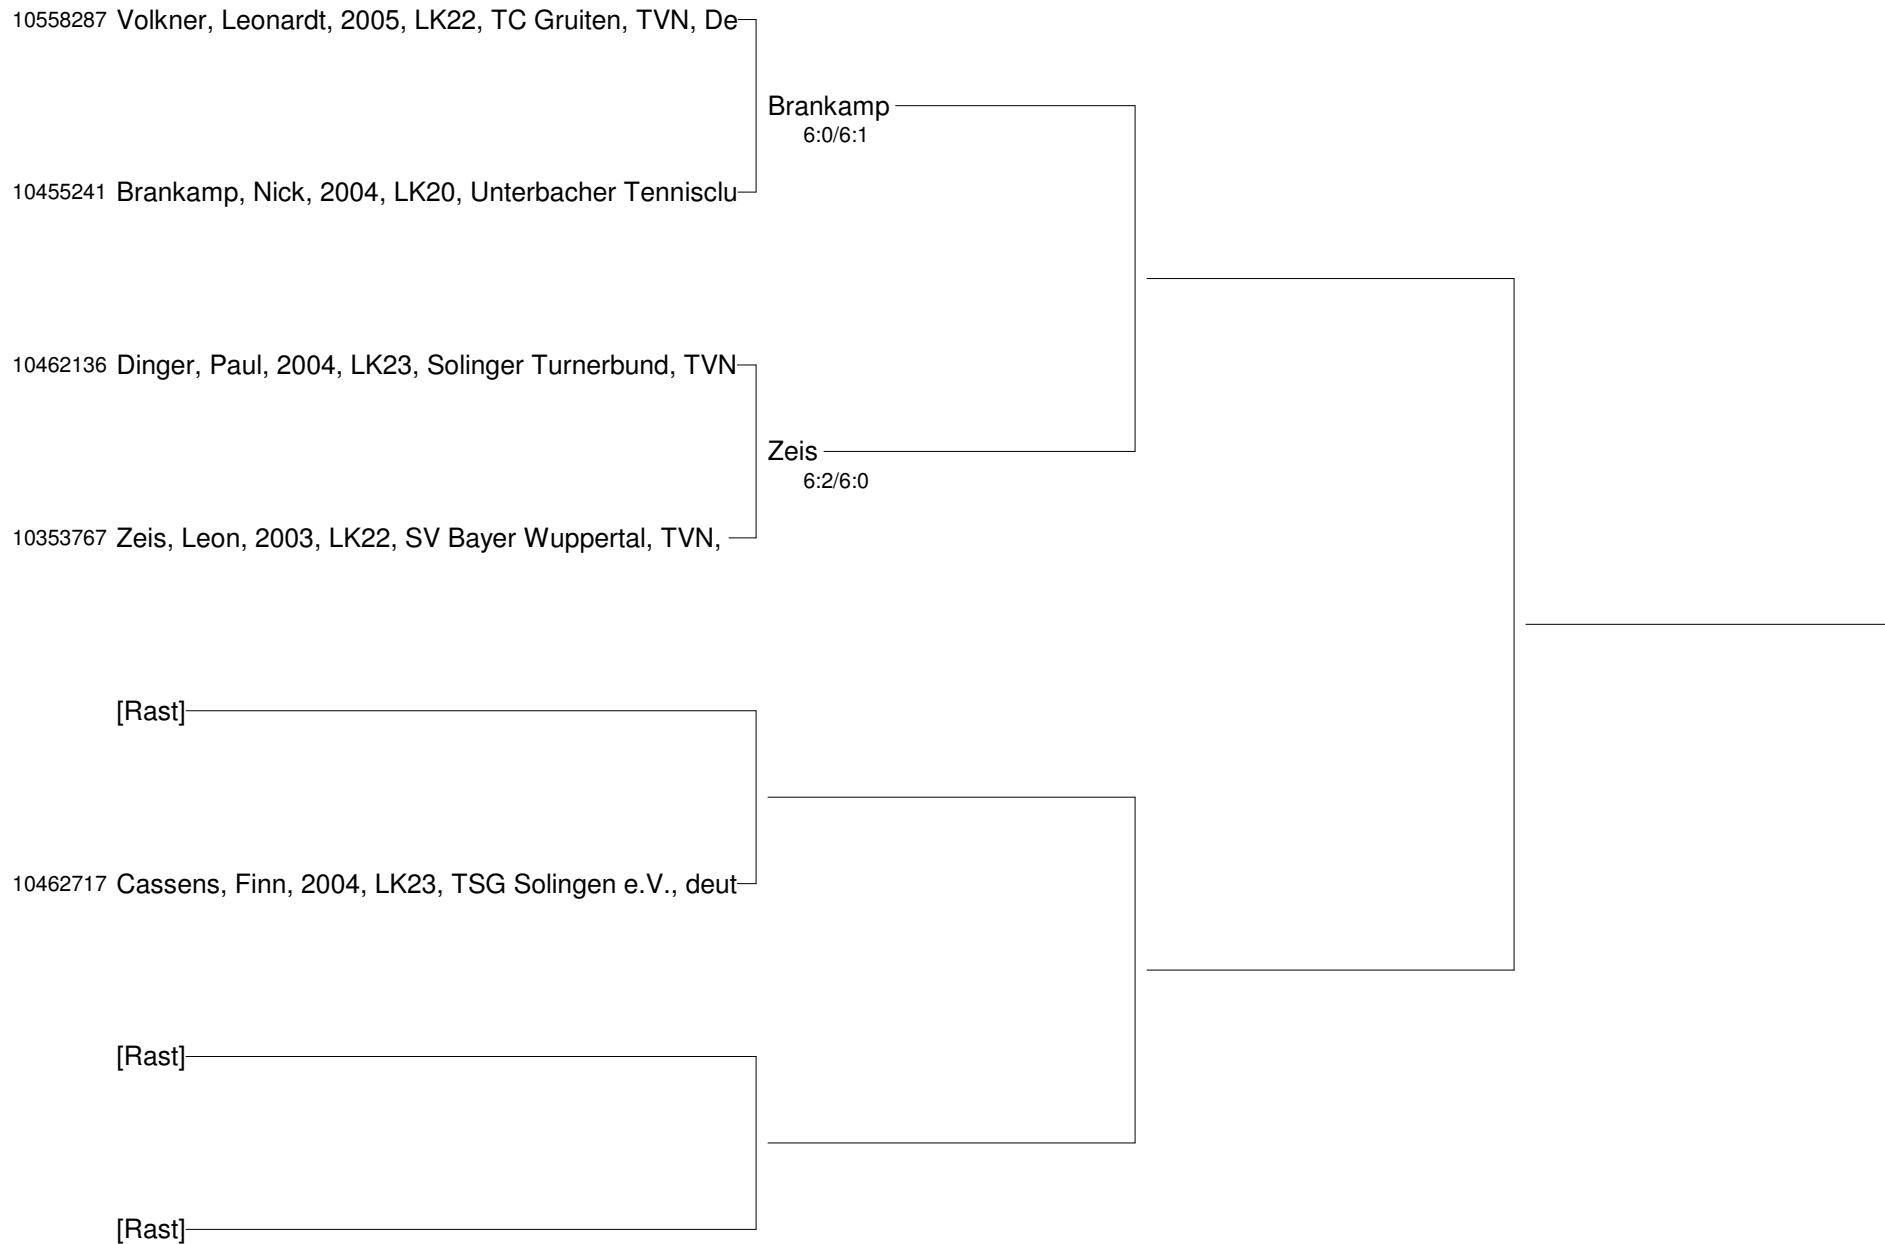 10558287 Volkner, Leonardt, 2005, LK22, TC Gruiten, TVN, De
Brankamp
6:0/6:1
10455241 Brankamp, Nick, 2004, LK20, Unterbacher Tennisclu
10462136 Dinger, Paul, 2004, LK23, Solinger Turnerbund, TVN
Zeis
6:2/6:0
10353767 Zeis, Leon, 2003, LK22, SV Bayer Wuppertal, TVN,
[Rast]
10462717 Cassens, Finn, 2004, LK23, TSG Solingen e.V., deut
[Rast]
[Rast]